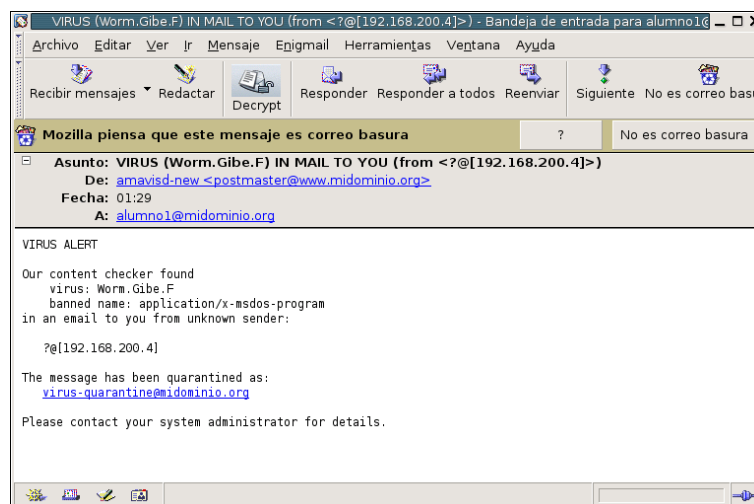 VIRUS (Worm.Gibe.F) IN MAIL TO YOU (from <?@[192.168.200.4]>) - Bandeja de entrada para alumno1@
Archivo Editar Ver Ir Mensaje Enigmail Herramientas Ventana Ayuda
Recibir mensajes Redactar Decrypt Responder Responder a todos Reenviar Siguiente No es correo basu
Mozilla piensa que este mensaje es correo basura ? No es correo basura
Asunto: VIRUS (Worm.Gibe.F) IN MAIL TO YOU (from <?@[192.168.200.4]>)
De: amavisd-new <postmaster@www.midominio.org>
Fecha: 01:29
A: alumno1@midominio.org
VIRUS ALERT
Our content checker found
virus: Worm.Gibe.F
banned name: application/x-msdos-program
in an email to you from unknown sender:
?@[192.168.200.4]
The message has been quarantined as:
virus-quarantine@midominio.org
Please contact your system administrator for details.